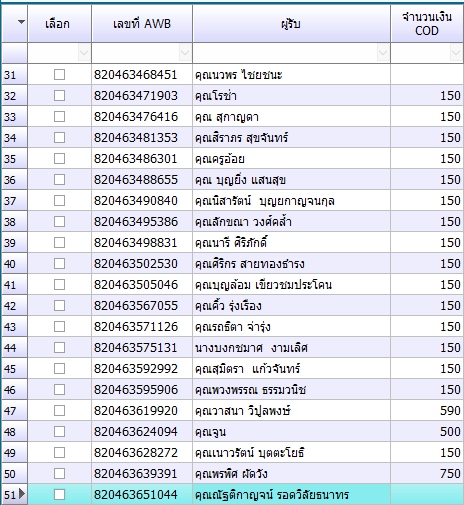 เลือก เลขที่ AWB ผู้รับ จำนวนเงิน COD
31 820463468451 คุณนวพร ไชยชนะ
32 820463471903 คุณโรซ่า 150
33 820463476416 คุณ สุกาญดา 150
34 820463481353 คุณสีราภร สุขจันทร์ 150
35 820463486301 คุณครูอ้อย 150
36 820463488655 คุณ บุญยิ่ง แสนสุข 150
37 820463490840 คุณนิสารัตน์ บุญยกาญจนกุล 150
38 820463495386 คุณลักขณา วงศ์คล้ำ 150
39 820463498831 คุณนารี ศิริภักดิ์ 150
40 820463502530 คุณศิริกร สายทองธำรง 150
41 820463505046 คุณบุญล้อม เขียวชมประโคน 150
42 820463567055 คุณคิ้ว รุ่งเรือง 150
43 820463571126 คุณรถธิตา จ่ารุ่ง 150
44 820463575131 นางบงกชมาศ งามเลิศ 150
45 820463592992 คุณสุมิตรา แก้วจันทร์ 150
46 820463595906 คุณพวงพรรณ ธรรมวนิช 150
47 820463619920 คุณวาสนา วิปุลพงษ์ 590
48 820463624094 คุณจูน 500
49 820463628272 คุณเนาวรัตน์ บุตตะโยธี 150
50 820463639391 คุณพรพิศ ผัดวัง 750
51 820463651044 คุณณัฐติกาญจน์ รอดวิลัยธนาทร